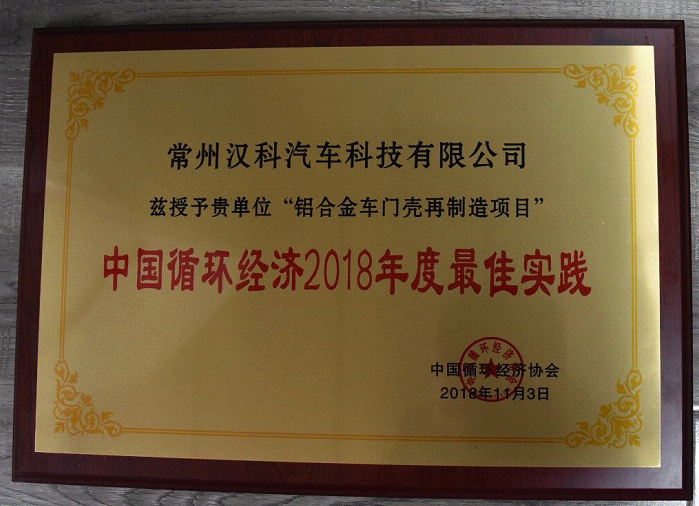 常州汉科汽车科技有限公司
兹授予贵单位“铝合金车门壳再制造项目”
中国循环经济2018年度最佳实践
中国循环经济协会
2018年11月3日